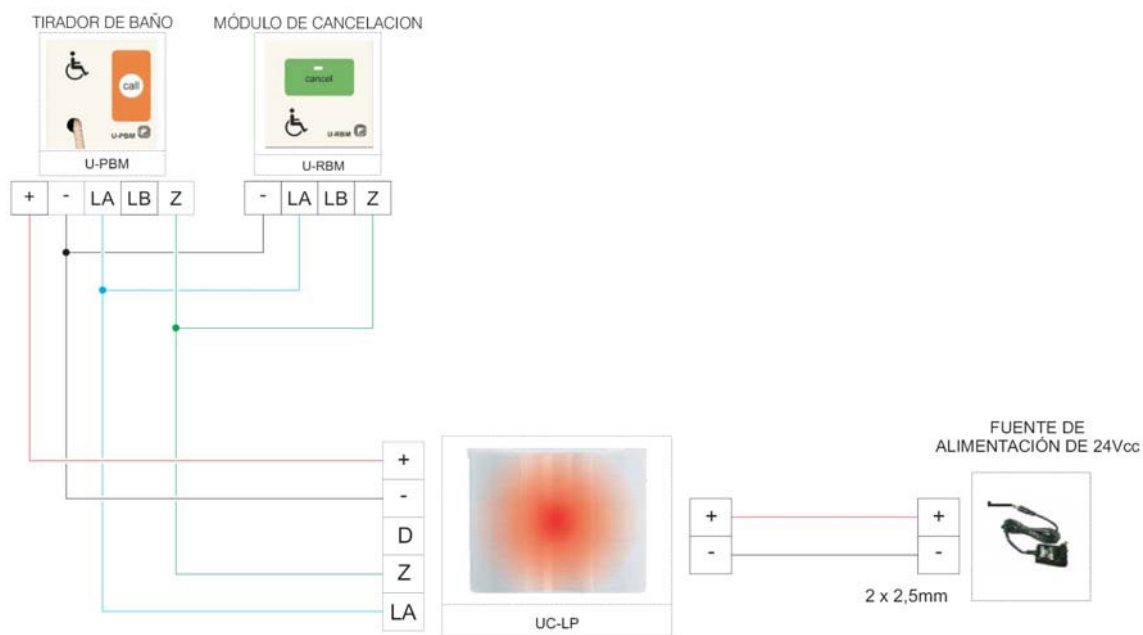 TIRADOR DE BAÑO
MÓDULO DE CANCELACION
call
U-PBM
cancel
U-RBM
U-PBM
U-RBM
+ - LA LB Z
- LA LB Z
FUENTE DE
ALIMENTACIÓN DE 24Vcc
+
-
D
Z
LA
+
-
+
-
2 x 2,5mm
UC-LP